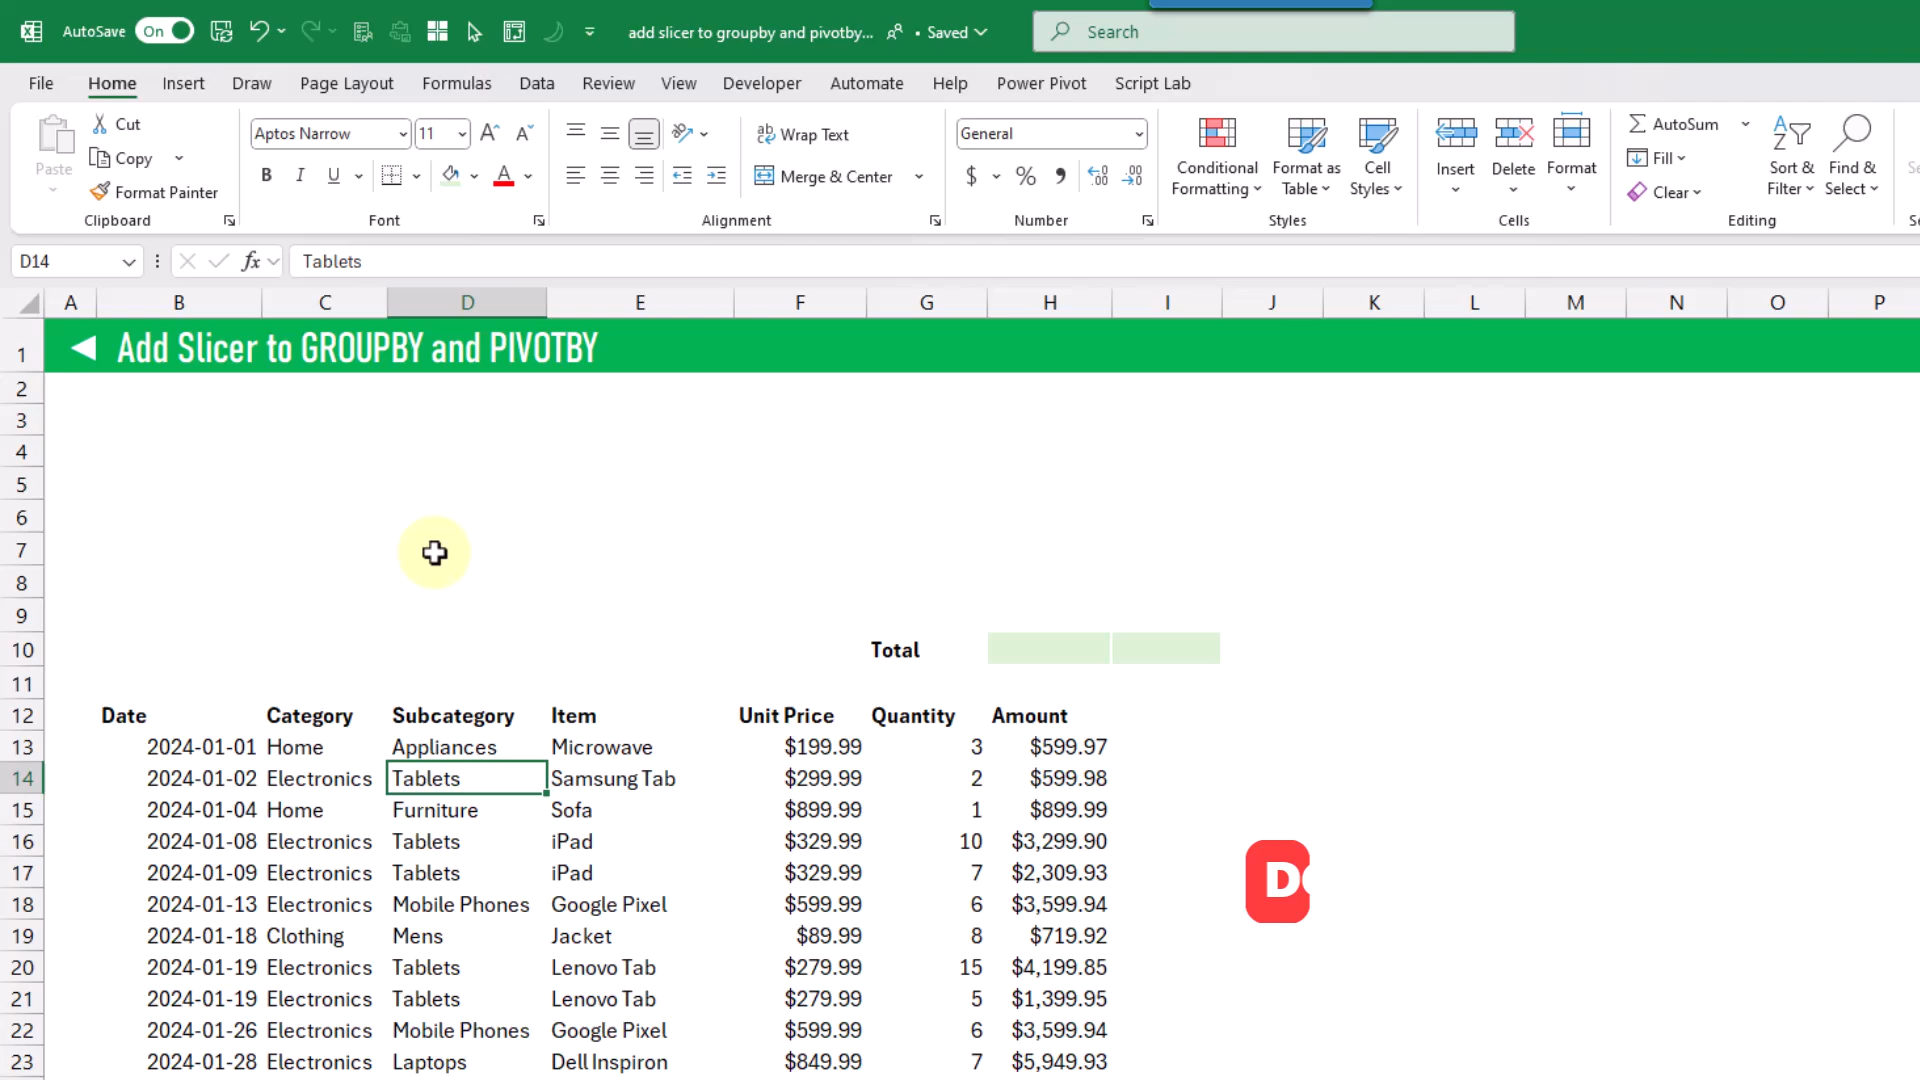 AutoSave On add slicer to groupby and pivotby... • Saved Search
File Home Insert Draw Page Layout Formulas Data Review View Developer Automate Help Power Pivot Script Lab
Paste Cut Copy Format Painter Clipboard
Aptos Narrow 11 B I U A Font
Wrap Text Merge & Center Alignment
General $ % Number
Conditional Formatting Format as Table Cell Styles Styles
Insert Delete Format Cells
AutoSum Fill Clear Sort & Filter Find & Select Editing
D14 fx Tablets
A B C D E F G H I J K L M N O P
1 Add Slicer to GROUPBY and PIVOTBY
2
3
4
5
6
7
8
9
10 Total
11
12 Date Category Subcategory Item Unit Price Quantity Amount
13 2024-01-01 Home Appliances Microwave $199.99 3 $599.97
14 2024-01-02 Electronics Tablets Samsung Tab $299.99 2 $599.98
15 2024-01-04 Home Furniture Sofa $899.99 1 $899.99
16 2024-01-08 Electronics Tablets iPad $329.99 10 $3,299.90
17 2024-01-09 Electronics Tablets iPad $329.99 7 $2,309.93
18 2024-01-13 Electronics Mobile Phones Google Pixel $599.99 6 $3,599.94
19 2024-01-18 Clothing Mens Jacket $89.99 8 $719.92
20 2024-01-19 Electronics Tablets Lenovo Tab $279.99 15 $4,199.85
21 2024-01-19 Electronics Tablets Lenovo Tab $279.99 5 $1,399.95
22 2024-01-26 Electronics Mobile Phones Google Pixel $599.99 6 $3,599.94
23 2024-01-28 Electronics Laptops Dell Inspiron $849.99 7 $5,949.93